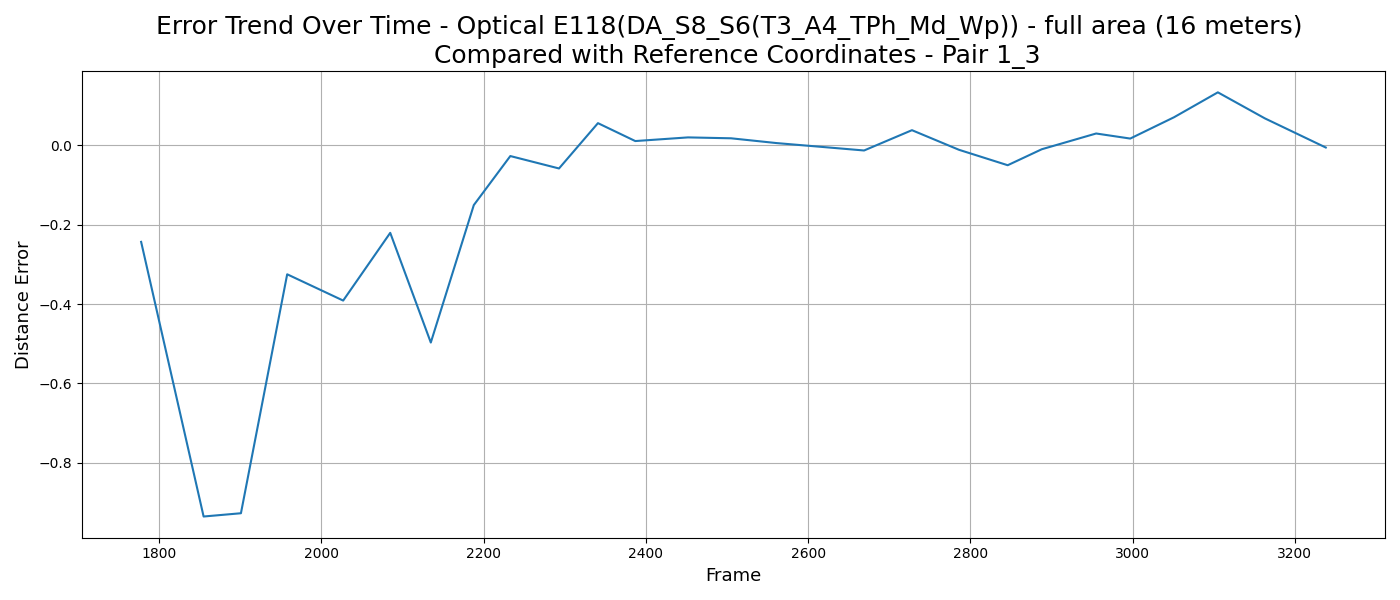 Error Trend Over Time - Optical E118(DA_S8_S6(T3_A4_TPh_Md_Wp)) - full area (16 meters)
Compared with Reference Coordinates - Pair 1_3
Distance Error
0.0
−0.2
−0.4
−0.6
−0.8
1800 2000 2200 2400 2600 2800 3000 3200
Frame